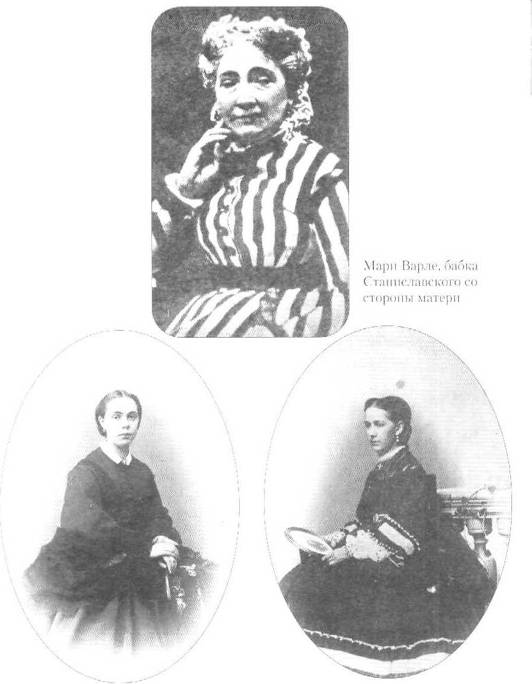 Мари Варле, бабка
Станиславского со
стороны матери